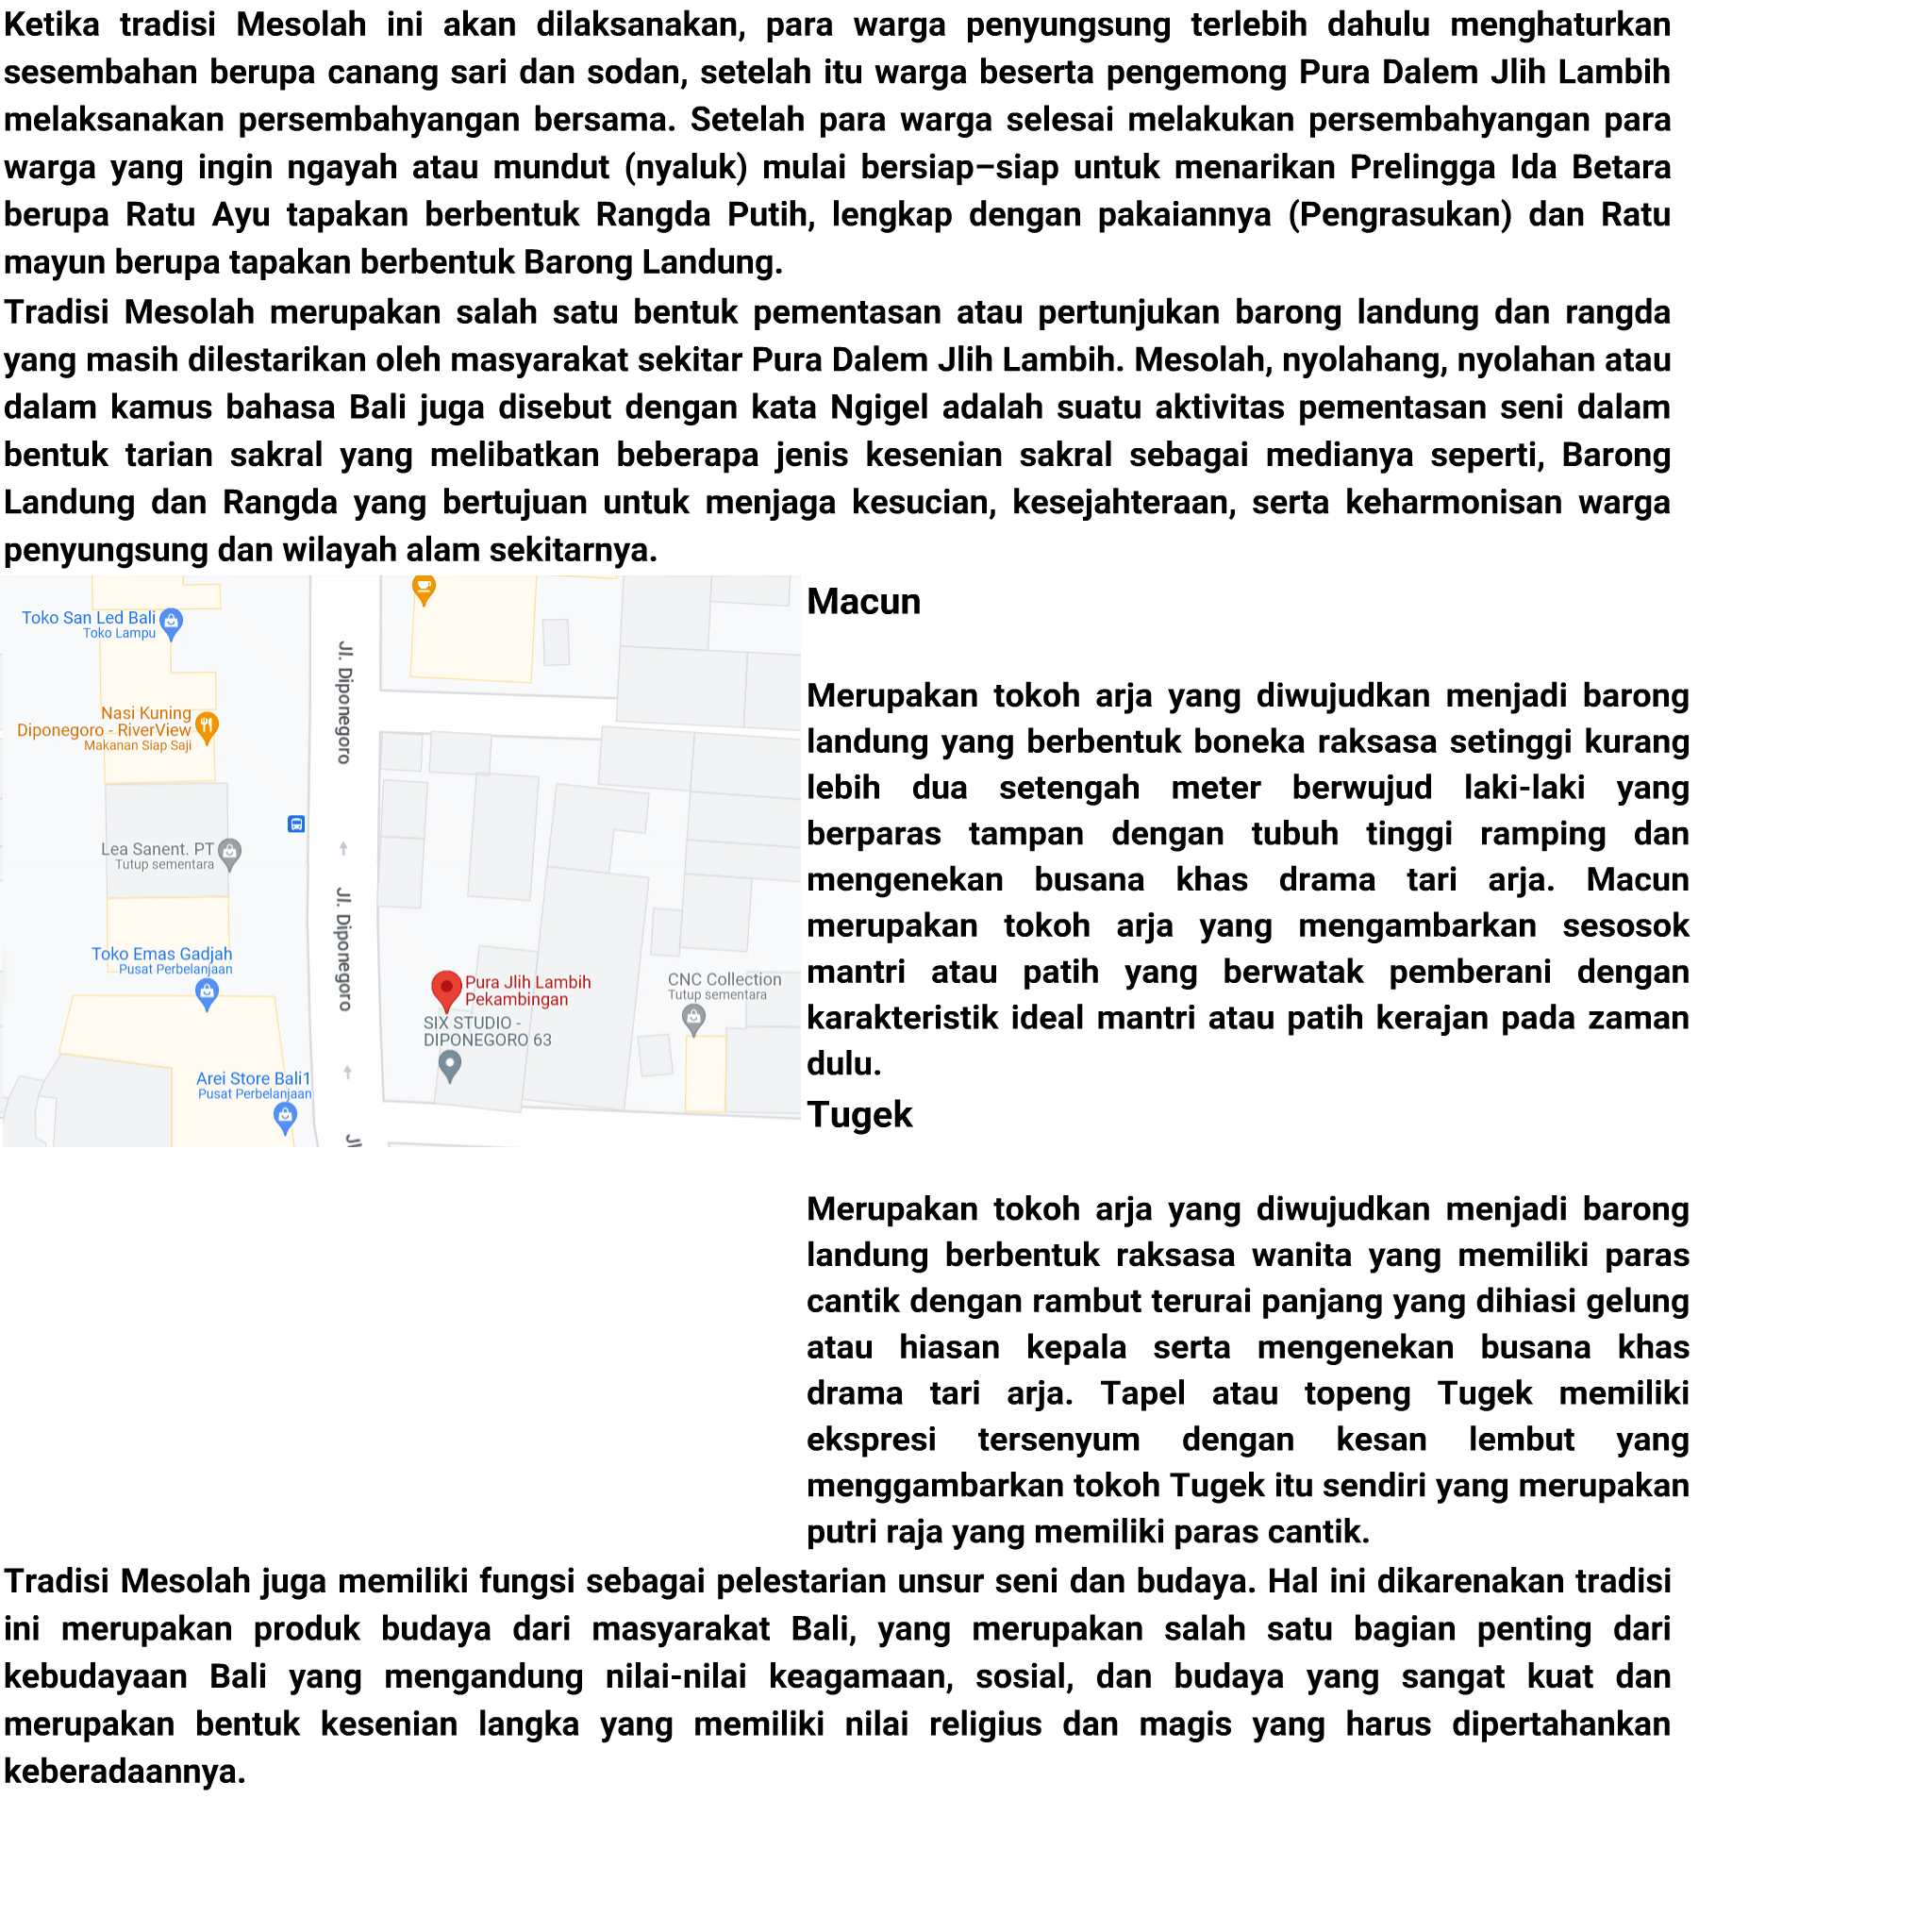 Ketika tradisi Mesolah ini akan dilaksanakan, para warga penyungsung terlebih dahulu menghaturkan
sesembahan berupa canang sari dan sodan, setelah itu warga beserta pengemong Pura Dalem Jlih Lambih
melaksanakan persembahyangan bersama. Setelah para warga selesai melakukan persembahyangan para
warga yang ingin ngayah atau mundut (nyaluk) mulai bersiap–siap untuk menarikan Prelingga Ida Betara
berupa Ratu Ayu tapakan berbentuk Rangda Putih, lengkap dengan pakaiannya (Pengrasukan) dan Ratu
mayun berupa tapakan berbentuk Barong Landung.
Tradisi Mesolah merupakan salah satu bentuk pementasan atau pertunjukan barong landung dan rangda
yang masih dilestarikan oleh masyarakat sekitar Pura Dalem Jlih Lambih. Mesolah, nyolahang, nyolahan atau
dalam kamus bahasa Bali juga disebut dengan kata Ngigel adalah suatu aktivitas pementasan seni dalam
bentuk tarian sakral yang melibatkan beberapa jenis kesenian sakral sebagai medianya seperti, Barong
Landung dan Rangda yang bertujuan untuk menjaga kesucian, kesejahteraan, serta keharmonisan warga
penyungsung dan wilayah alam sekitarnya.
Toko San Led Bali
Toko Lampu
Jl. Diponegoro
Nasi Kuning
Diponegoro - RiverView
Makanan Siap Saji
Lea Sanent. PT
Tutup sementara
Jl. Diponegoro
Toko Emas Gadjah
Pusat Perbelanjaan
Pura Jlih Lambih
Pekambingan
CNC Collection
Tutup sementara
SIX STUDIO -
DIPONEGORO 63
Arei Store Bali1
Pusat Perbelanjaan
Jl
Macun
Merupakan tokoh arja yang diwujudkan menjadi barong
landung yang berbentuk boneka raksasa setinggi kurang
lebih dua setengah meter berwujud laki-laki yang
berparas tampan dengan tubuh tinggi ramping dan
mengenekan busana khas drama tari arja. Macun
merupakan tokoh arja yang mengambarkan sesosok
mantri atau patih yang berwatak pemberani dengan
karakteristik ideal mantri atau patih kerajan pada zaman
dulu.
Tugek
Merupakan tokoh arja yang diwujudkan menjadi barong
landung berbentuk raksasa wanita yang memiliki paras
cantik dengan rambut terurai panjang yang dihiasi gelung
atau hiasan kepala serta mengenekan busana khas
drama tari arja. Tapel atau topeng Tugek memiliki
ekspresi tersenyum dengan kesan lembut yang
menggambarkan tokoh Tugek itu sendiri yang merupakan
putri raja yang memiliki paras cantik.
Tradisi Mesolah juga memiliki fungsi sebagai pelestarian unsur seni dan budaya. Hal ini dikarenakan tradisi
ini merupakan produk budaya dari masyarakat Bali, yang merupakan salah satu bagian penting dari
kebudayaan Bali yang mengandung nilai-nilai keagamaan, sosial, dan budaya yang sangat kuat dan
merupakan bentuk kesenian langka yang memiliki nilai religius dan magis yang harus dipertahankan
keberadaannya.